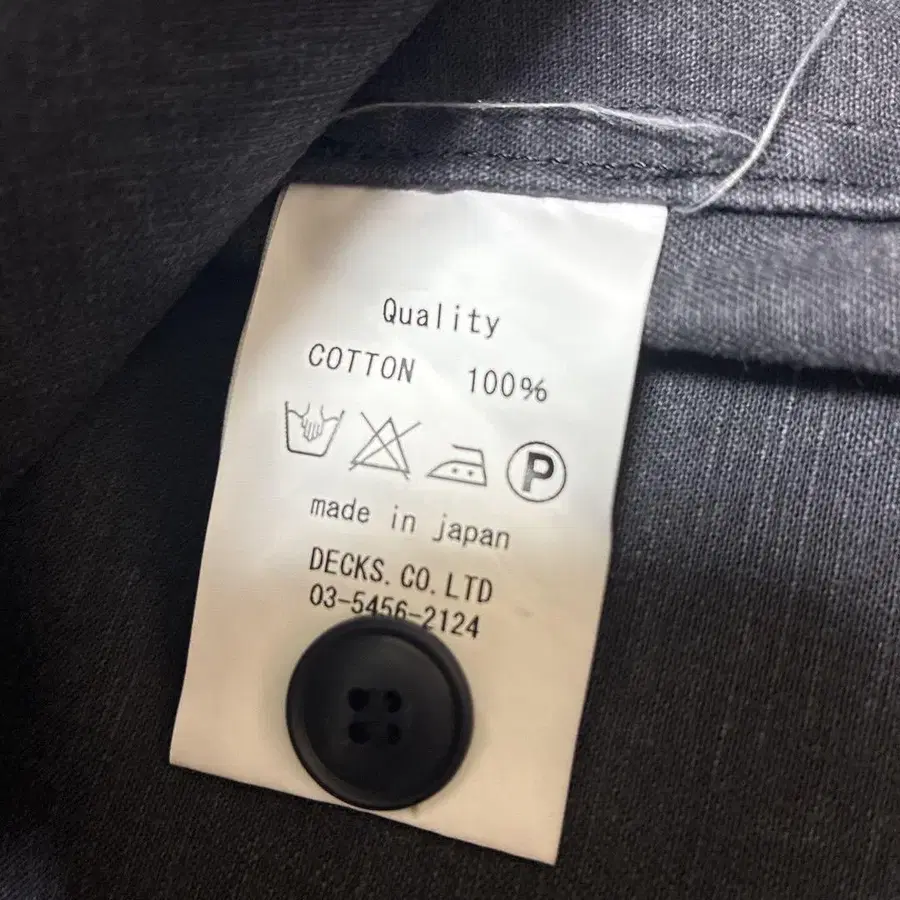 Quality
COTTON 100%
P
made in japan
DECKS. CO. LTD
03-5456-2124